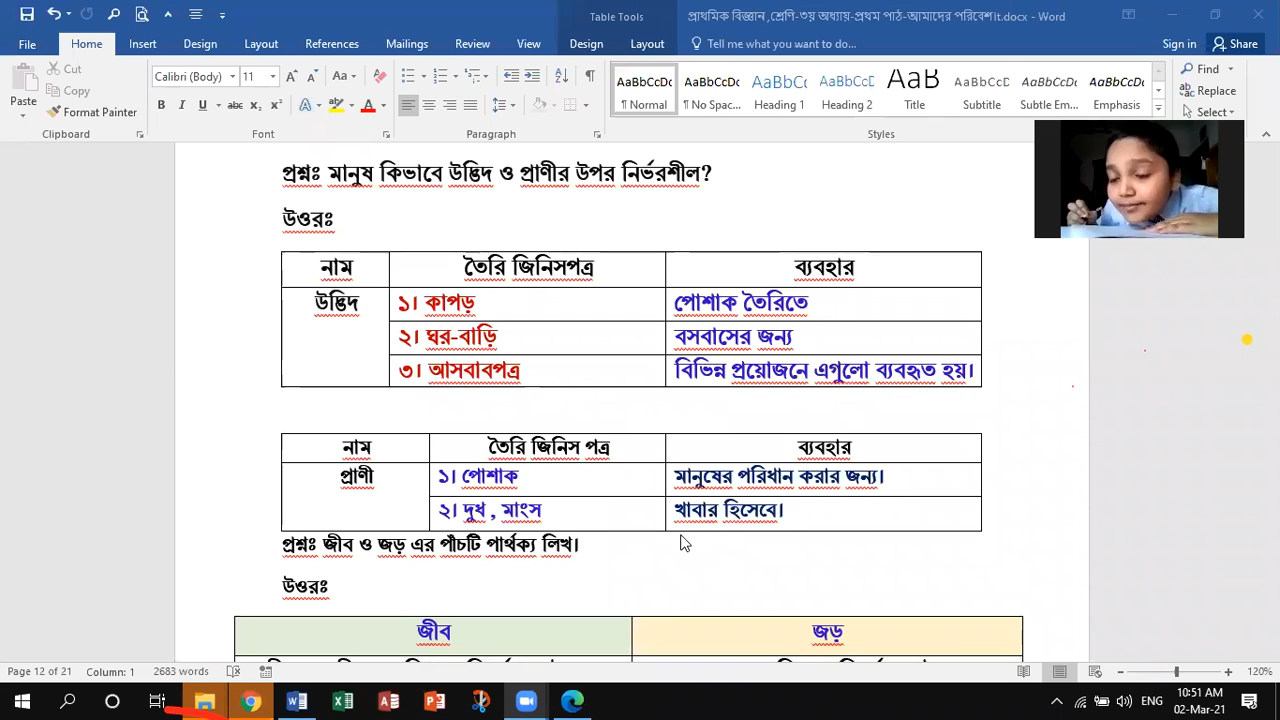 প্রাথমিক বিজ্ঞান,শ্রেণি-৩য় অধ্যায়-প্রথম পাঠ-আমাদের পরিবেশit.docx - Word
Table Tools
File Home Insert Design Layout References Mailings Review View Design Layout Tell me what you want to do... Sign in Share
Cut
Copy
Format Painter
Paste
Calibri (Body) 11
AaBbCcDc AaBbCcDc AaBbCc AaBbCcC AaB AaBbCcD AaBbCcDc AaBbCcDc
¶ Normal ¶ No Spac... Heading 1 Heading 2 Title Subtitle Subtle Em... Emphasis
Find
Replace
Select
Clipboard Font Paragraph Styles
প্রশ্নঃ মানুষ কিভাবে উদ্ভিদ ও প্রাণীর উপর নির্ভরশীল?
উওরঃ
নাম তৈরি জিনিসপত্র ব্যবহার
উদ্ভিদ ১। কাপড় পোশাক তৈরিতে
২। ঘর-বাড়ি বসবাসের জন্য
৩। আসবাবপত্র বিভিন্ন প্রয়োজনে এগুলো ব্যবহৃত হয়।
নাম তৈরি জিনিস পত্র ব্যবহার
প্রাণী ১। পোশাক মানুষের পরিধান করার জন্য।
২। দুধ , মাংস খাবার হিসেবে।
প্রশ্নঃ জীব ও জড় এর পাঁচটি পার্থক্য লিখ।
উওরঃ
জীব জড়
Page 12 of 21 Column: 1 2683 words 120%
ENG 10:51 AM
02-Mar-21